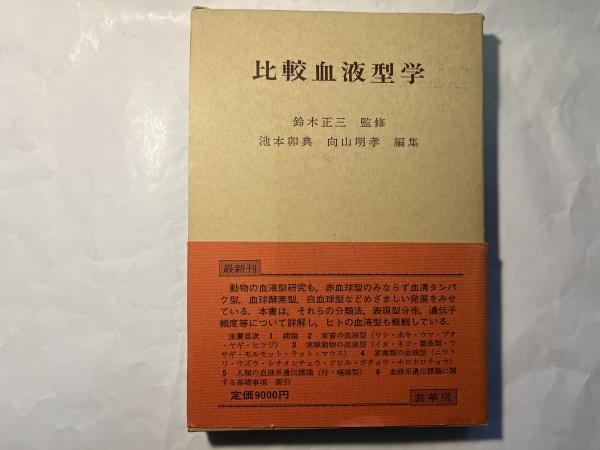 比較血液型学
鈴木正三 監修
池本卯典 向山明孝 編集
最新刊
動物の血液型研究も，赤血球型のみならず血清タンパ
ク型，血球酵素型，白血球型などめざましい発展をみせ
ている．本書は，それらの分類法，表現型分布，遺伝子
頻度等について詳解し，ヒトの血液型も概観している．
主要目次 1 緒論 2 家畜の血液型（ウシ・水牛・ウマ・ブタ
・ヤギ・ヒツジ） 3 実験動物の血液型（イヌ・ネコ・霊長類・ウ
サギ・モルモット・ラット・マウス） 4 家禽類の血液型（ニワト
リ・ウズラ・シチメンチョウ・アヒル・ガチョウ・ホロホロチョウ）
5 人類の血液系遺伝標識（付・唾液型） 6 血液系遺伝標識に関
する基礎事項 索引
定価9000円
裳華房